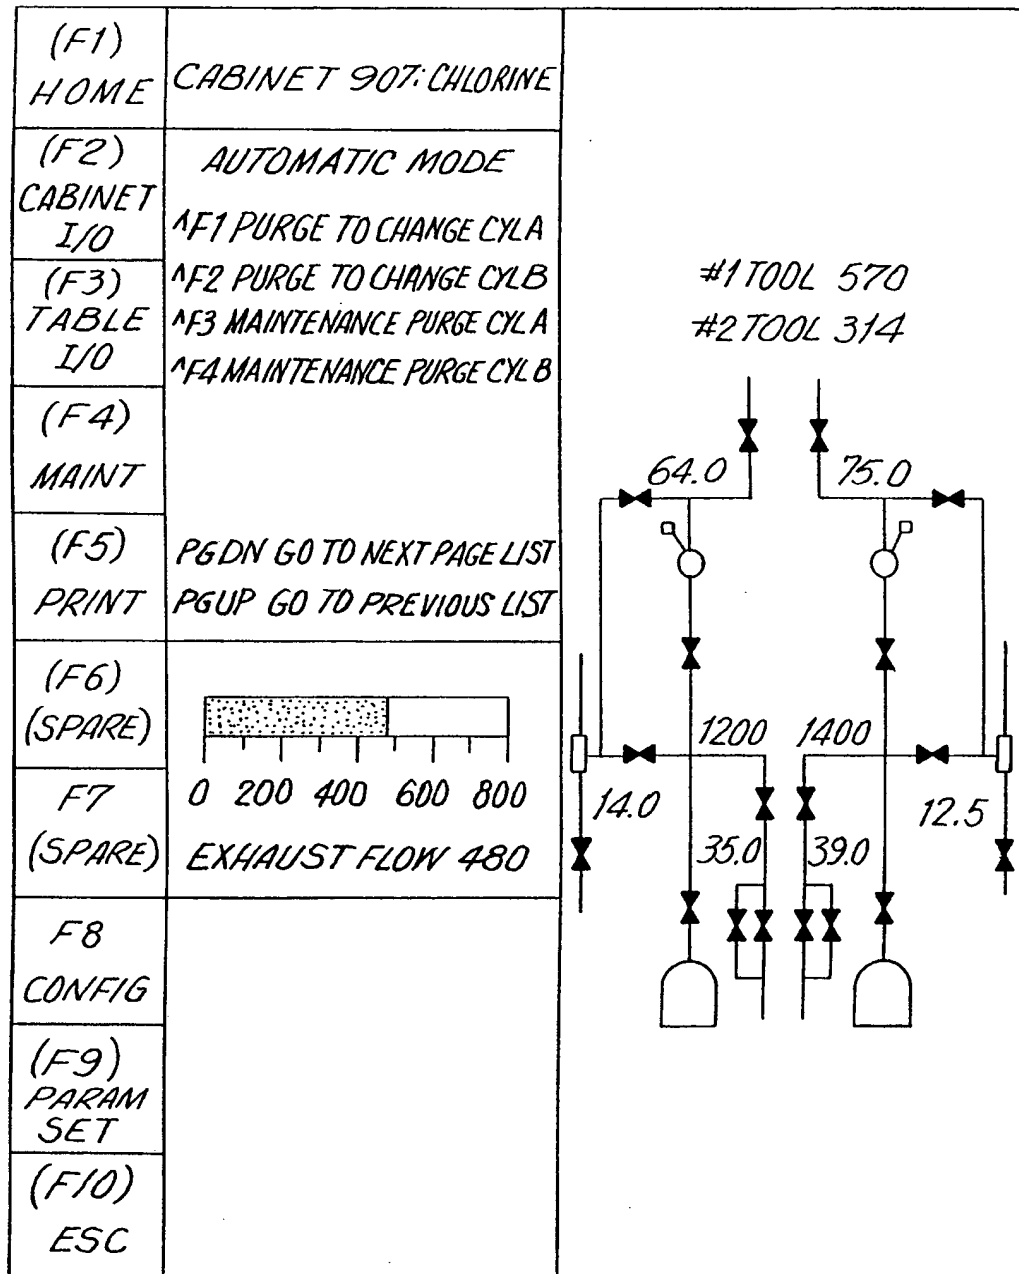 (F1)
HOME
CABINET 907: CHLORINE
(F2)
CABINET
I/O
AUTOMATIC MODE
^F1 PURGE TO CHANGE CYL A
^F2 PURGE TO CHANGE CYL B
^F3 MAINTENANCE PURGE CYL A
^F4 MAINTENANCE PURGE CYL B
(F3)
TABLE
I/O
(F4)
MAINT
(F5)
PRINT
PGDN GO TO NEXT PAGE LIST
PGUP GO TO PREVIOUS LIST
(F6)
(SPARE)
F7
(SPARE)
0 200 400 600 800
EXHAUST FLOW 480
F8
CONFIG
(F9)
PARAM
SET
(F10)
ESC
#1 TOOL 570
#2 TOOL 314
64.0 75.0
1200 1400
14.0 12.5
35.0 39.0